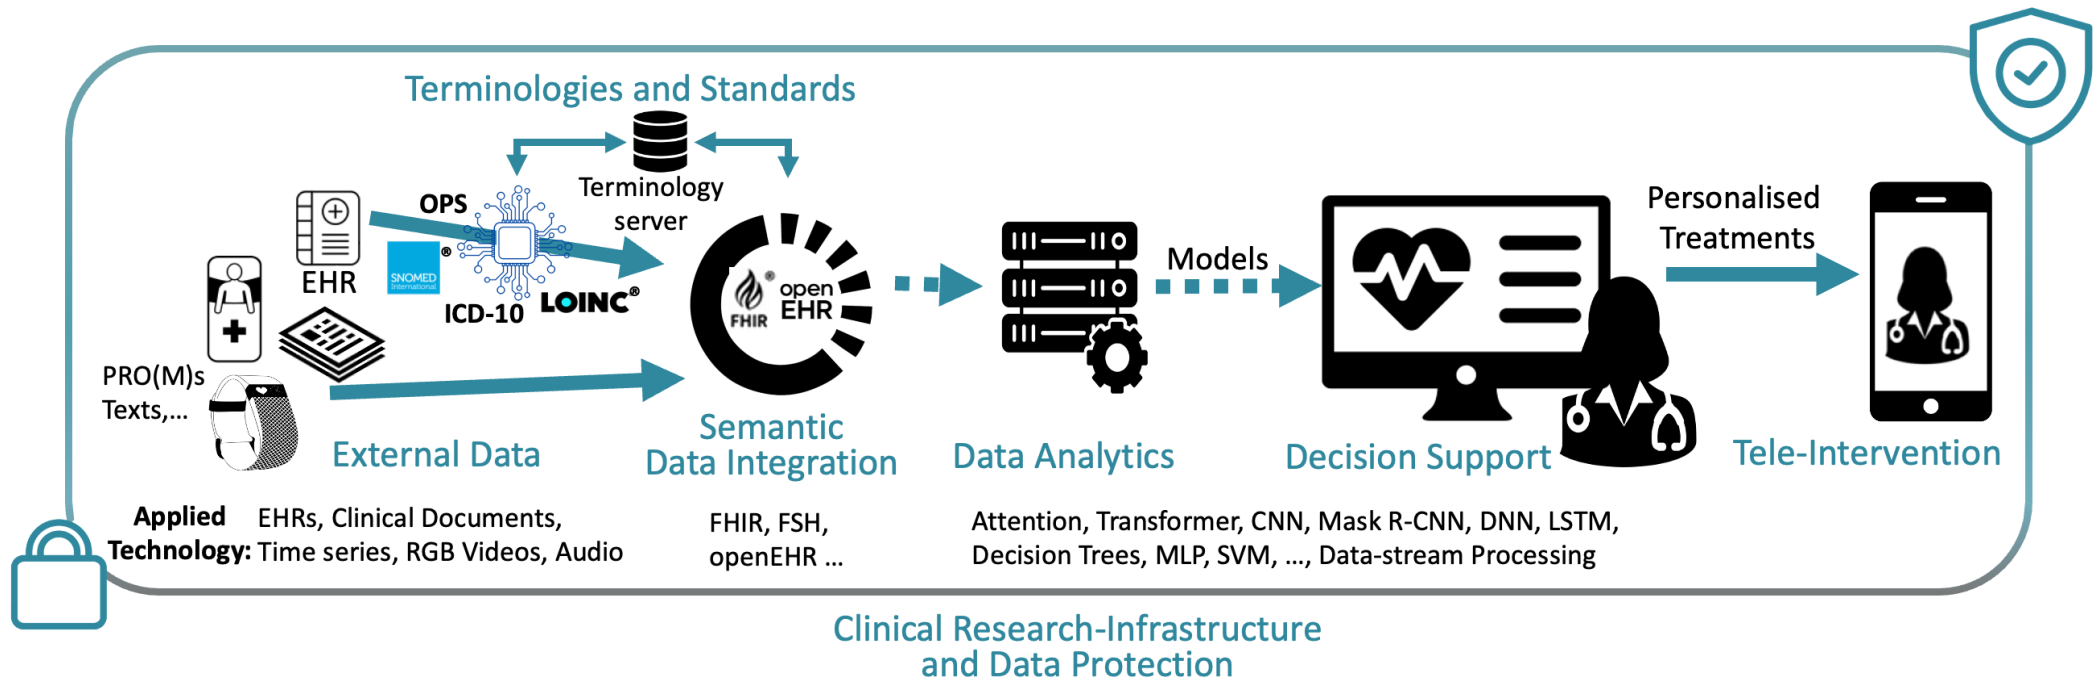 Terminologies and Standards
Terminology
server
OPS
EHR
SNOMED
International
®
ICD-10
LOINC®
PRO(M)s
Texts,...
FHIR
®
open
EHR
Models
Personalised
Treatments
External Data
Semantic
Data Integration
Data Analytics
Decision Support
Tele-Intervention
Applied
Technology:
EHRs, Clinical Documents,
Time series, RGB Videos, Audio
FHIR, FSH,
openEHR ...
Attention, Transformer, CNN, Mask R-CNN, DNN, LSTM,
Decision Trees, MLP, SVM, ..., Data-stream Processing
Clinical Research-Infrastructure
and Data Protection